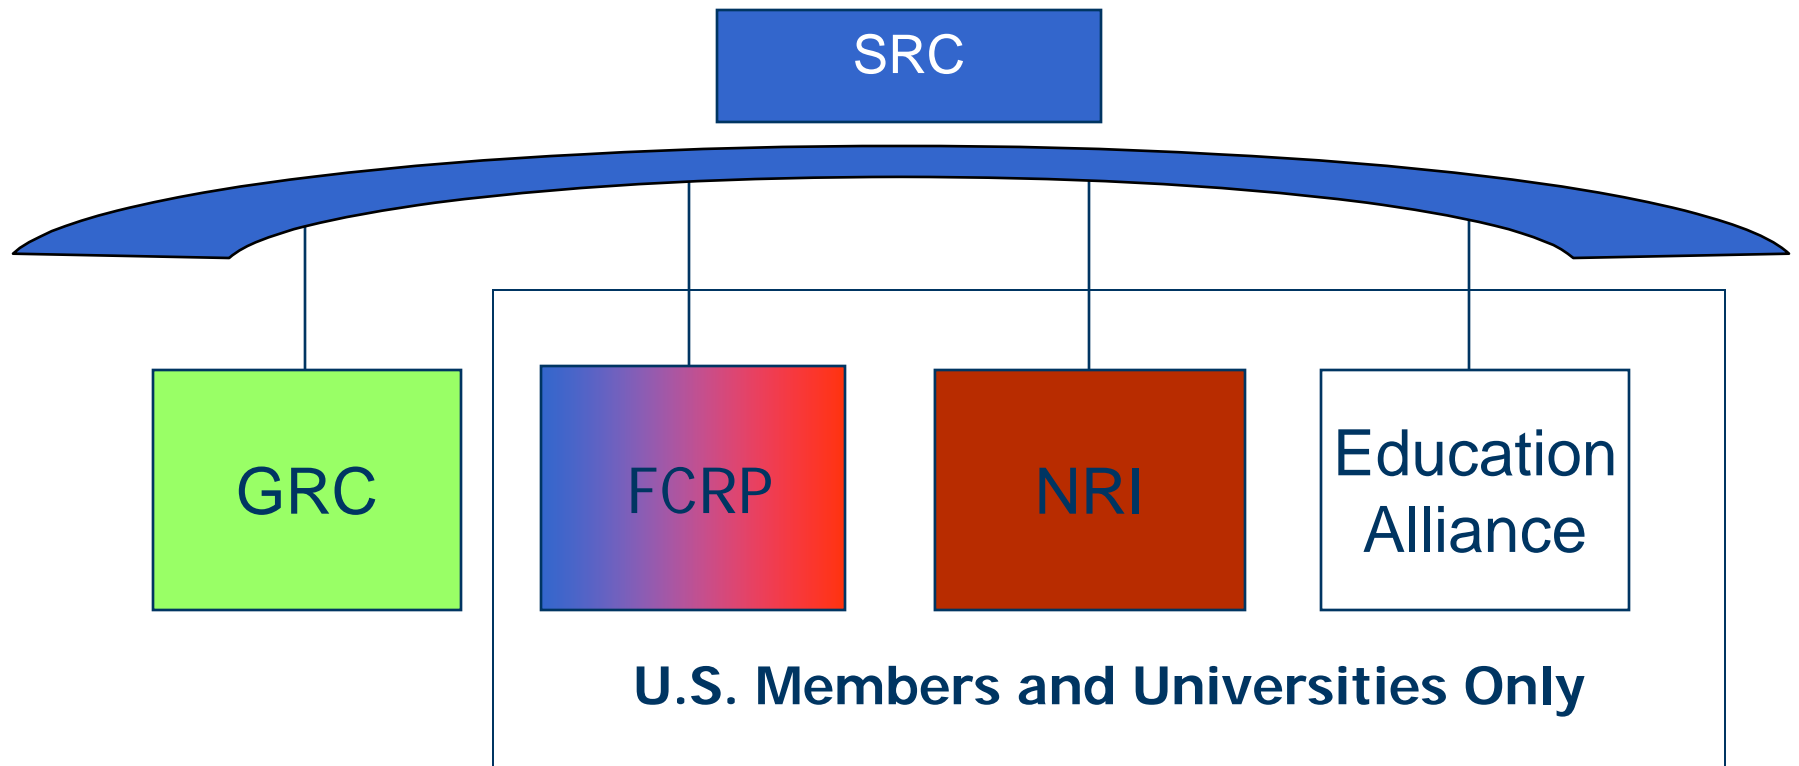 SRC
GRC
FCRP
NRI
Education
Alliance
U.S. Members and Universities Only